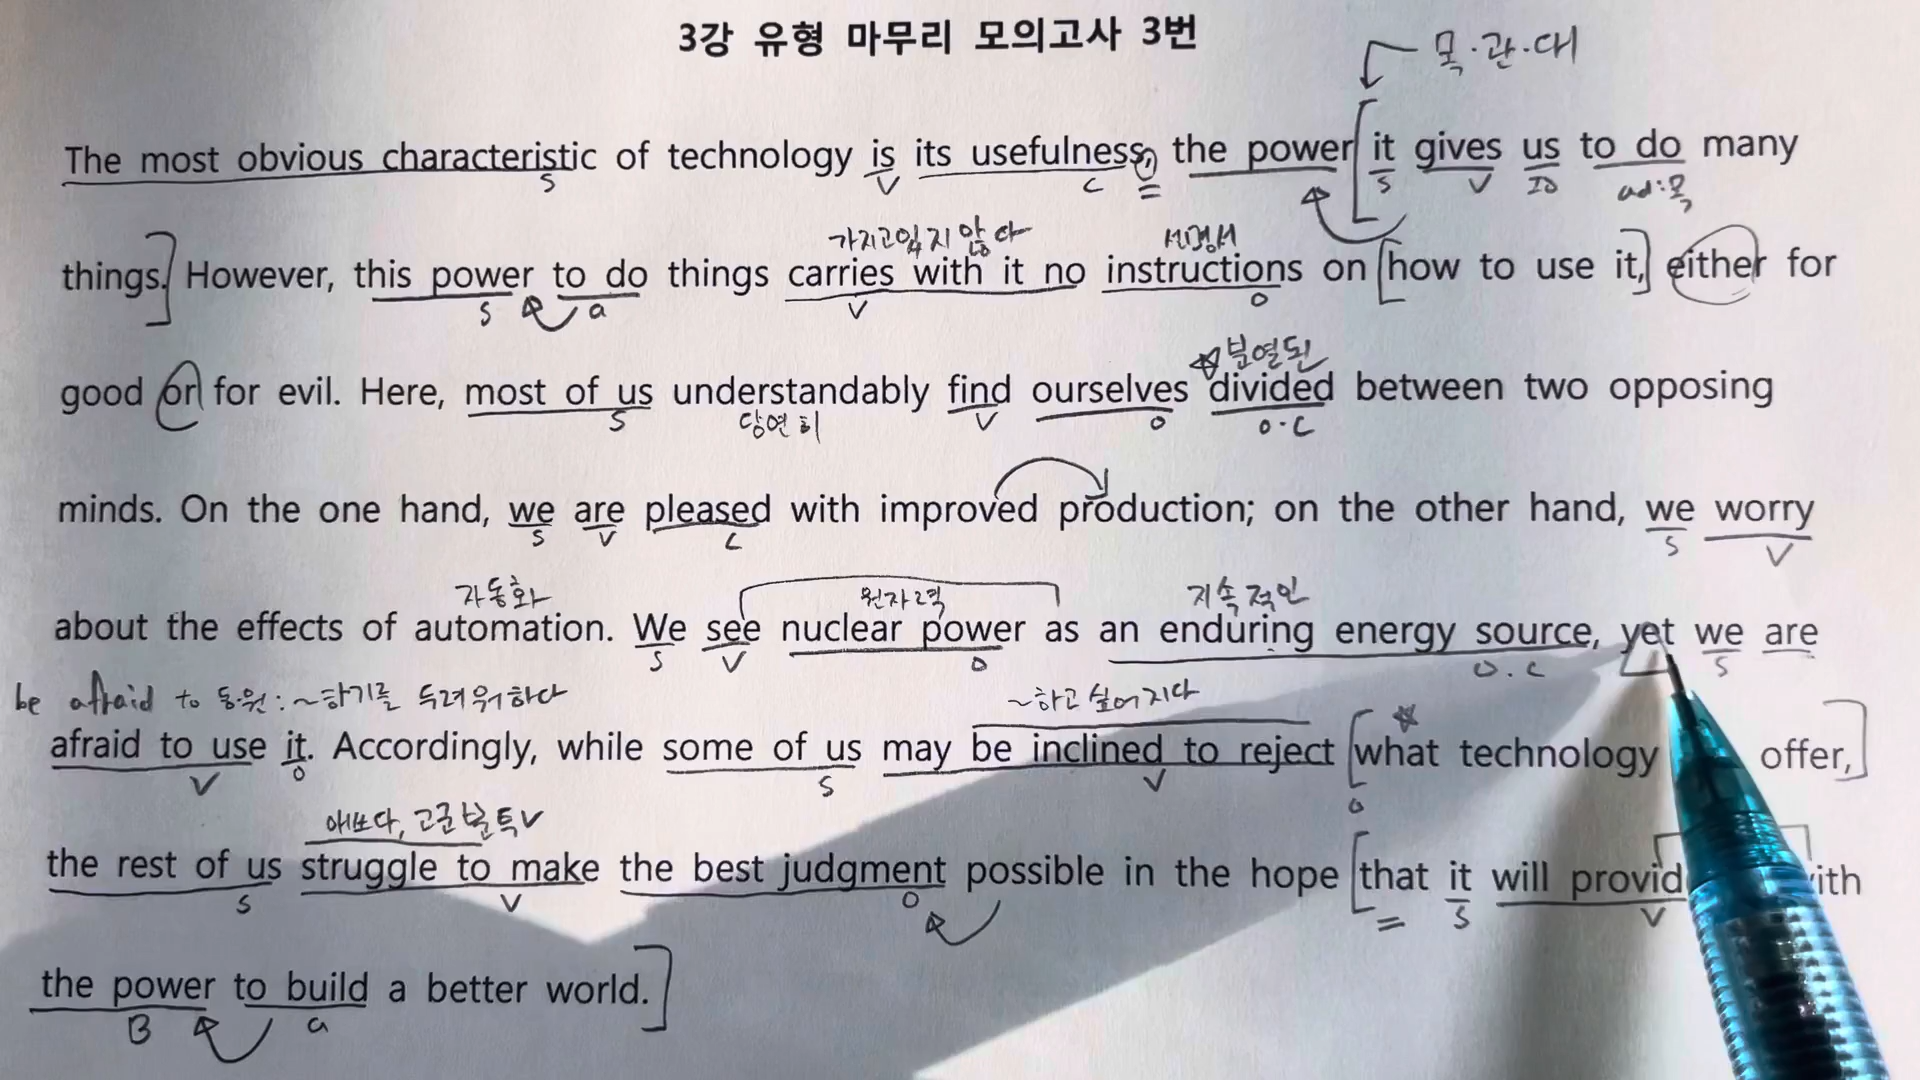 3강 유형 마무리 모의고사 3번
목·관·대
The most obvious characteristic of technology is its usefulness, the power [it gives us to do many
S V C = S V IO ad:목
가지고있지 않다 설명서
things.] However, this power to do things carries with it no instructions on [how to use it,] either for
S a V O
분열된
good or for evil. Here, most of us understandably find ourselves divided between two opposing
S 당연히 V O O·C
minds. On the one hand, we are pleased with improved production; on the other hand, we worry
S V C S V
자동화 원자력 지속적인
about the effects of automation. We see nuclear power as an enduring energy source, yet we are
S V O O.C S
be afraid to 동원: ~하기를 두려워하다 ~하고 싶어지다
afraid to use it. Accordingly, while some of us may be inclined to reject [what technology offer,]
V O S V O
애쓰다, 고군분투
the rest of us struggle to make the best judgment possible in the hope [that it will
S V O = S V
the power to build a better world.]
B a